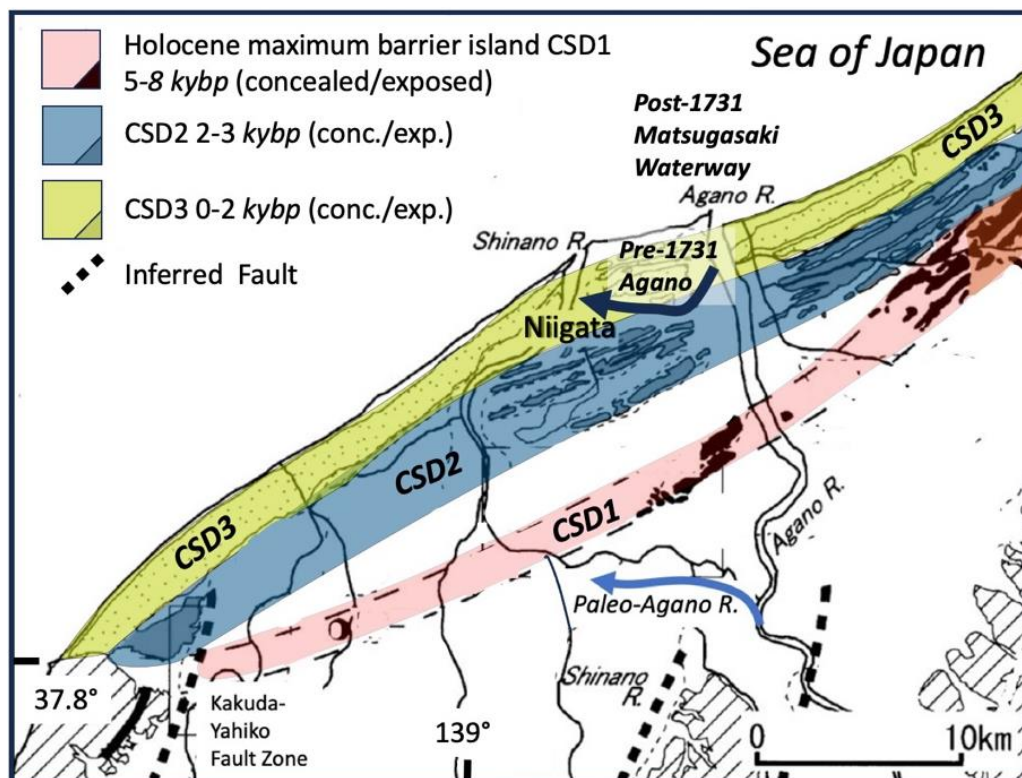 Holocene maximum barrier island CSD1
5-8 kybp (concealed/exposed)
CSD2 2-3 kybp (conc./exp.)
CSD3 0-2 kybp (conc./exp.)
Inferred Fault
Sea of Japan
Post-1731
Matsugasaki
Waterway
Agano R.
CSD3
Shinano R.
Pre-1731
Agano
Niigata
CSD2
CSD3
CSD1
Agano R.
Paleo-Agano R.
Shinano
R.
37.8°
Kakuda-
Yahiko
Fault Zone
139°
0 10km